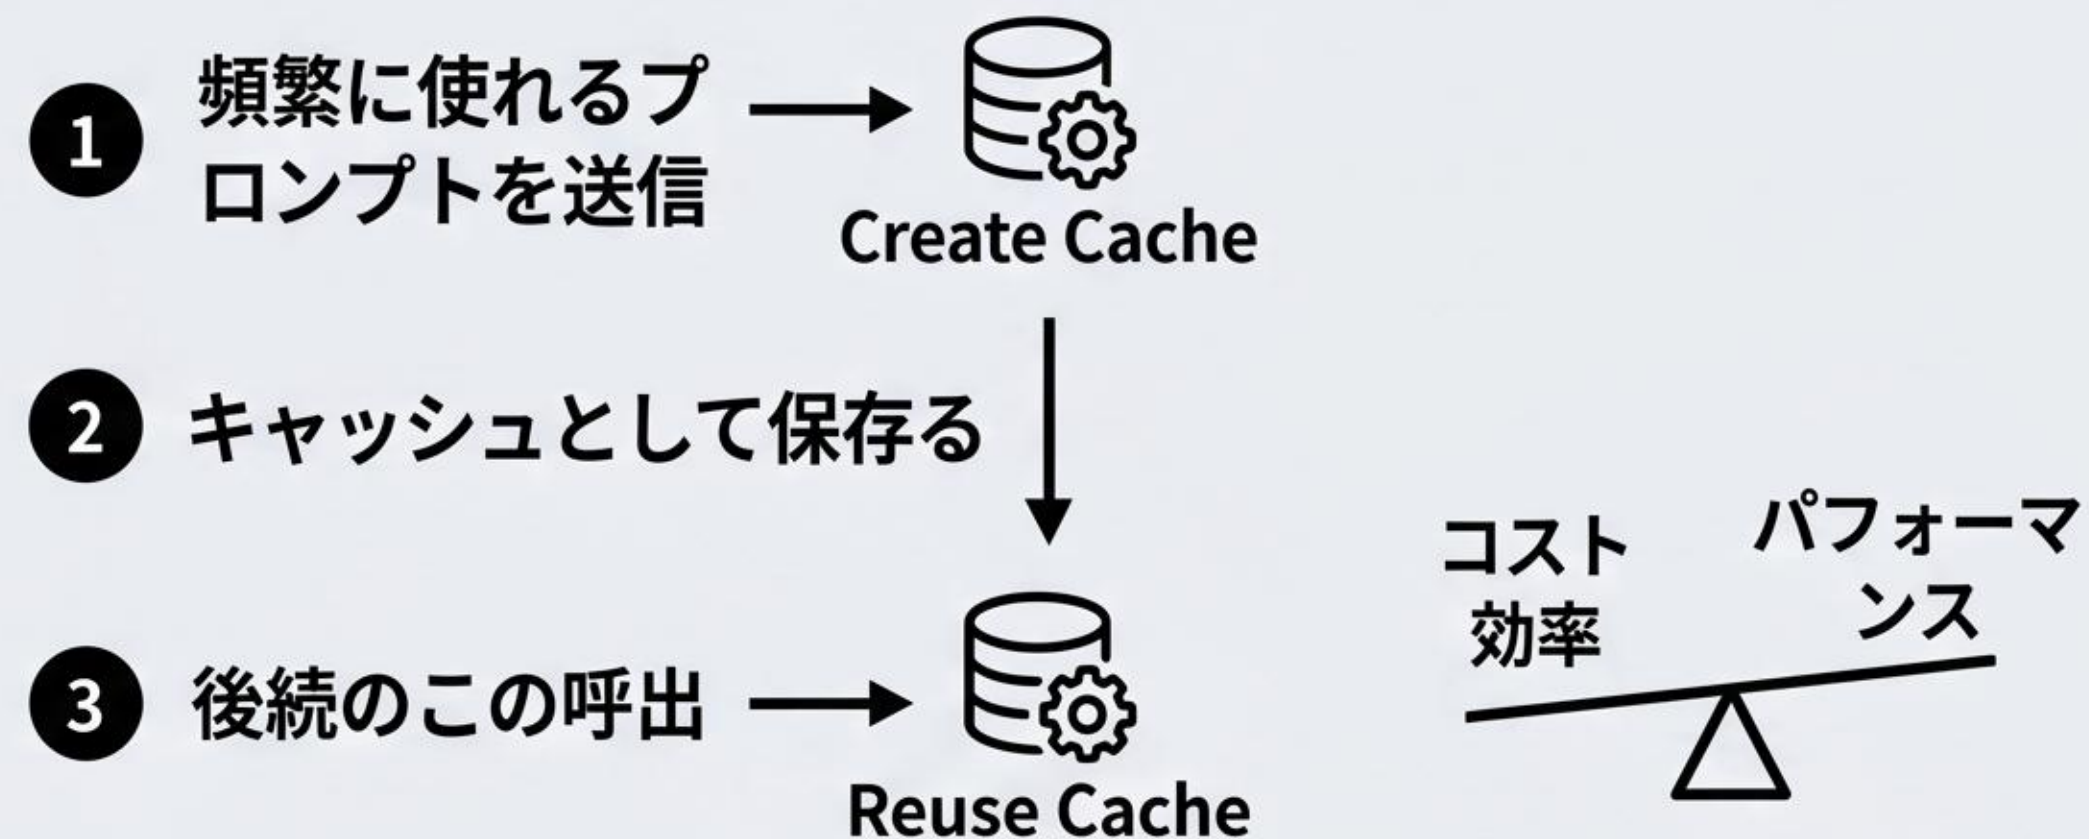 1
頻繁に使れるプ
ロンプトを送信
Create Cache
2
キャッシュとして保存る
3
後続のこの呼出
Reuse Cache
コスト
効率
パフォーマ
ンス